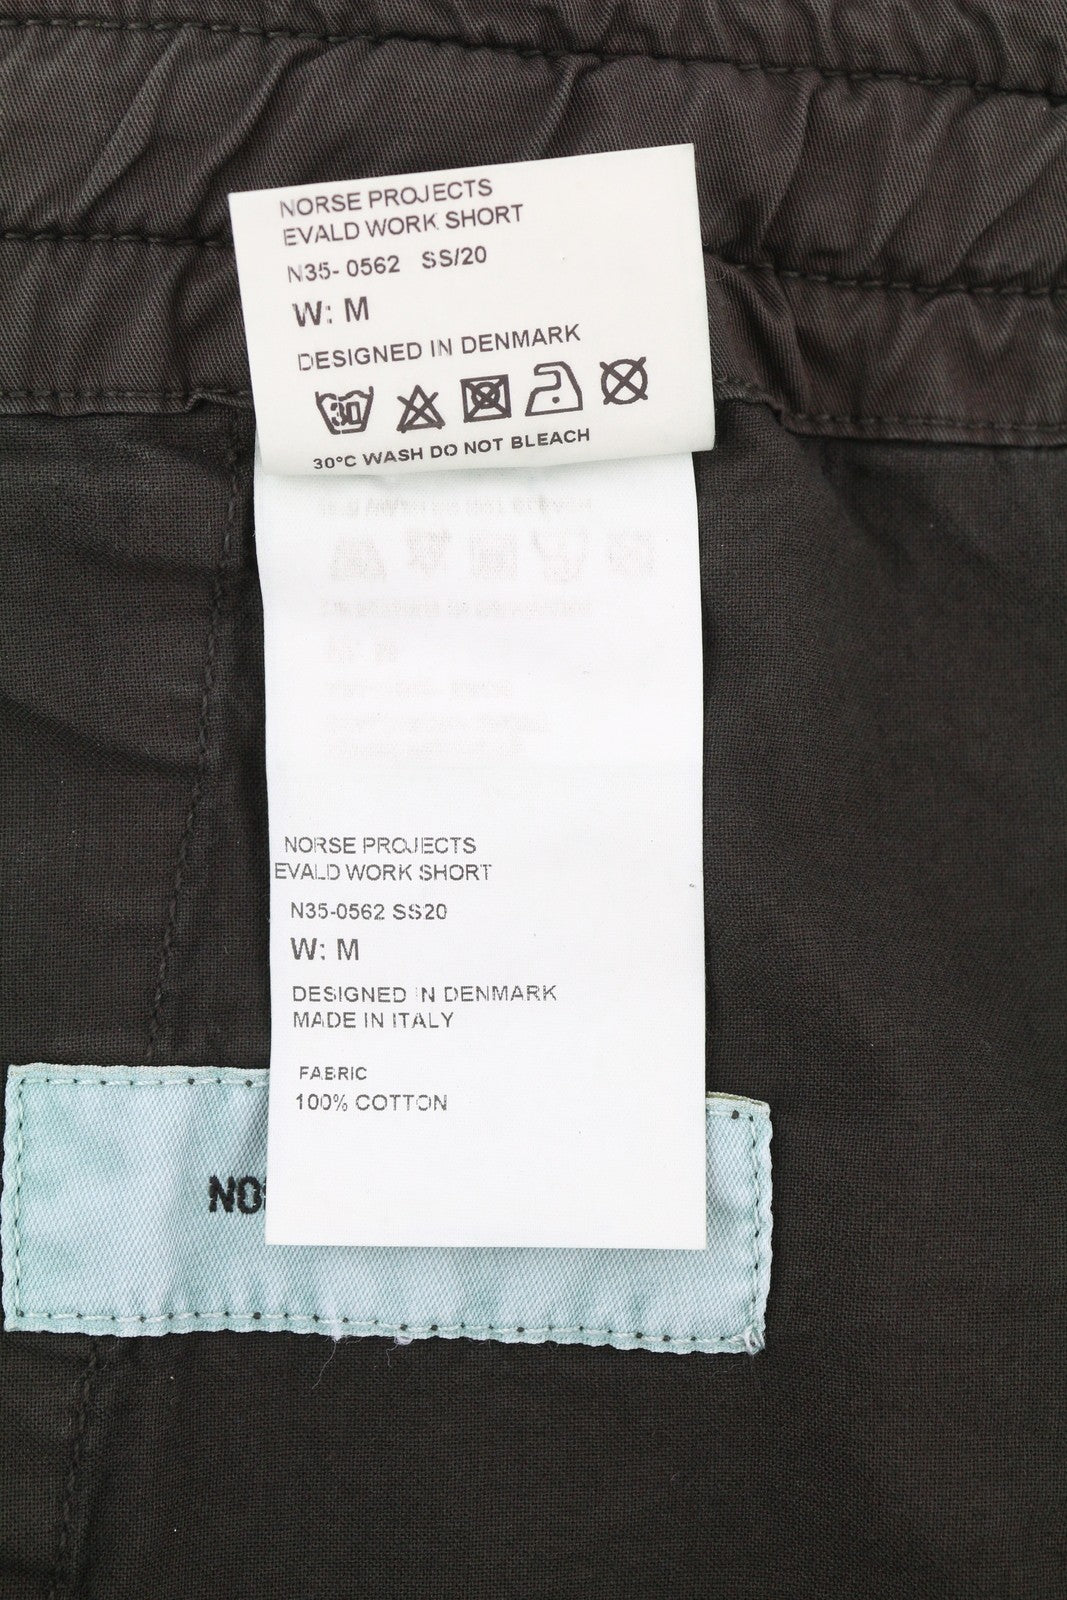 NORSE PROJECTS
EVALD WORK SHORT
N35- 0562 SS/20
W: M
DESIGNED IN DENMARK
30
30°C WASH DO NOT BLEACH
NORSE PROJECTS
EVALD WORK SHORT
N35-0562 SS20
W: M
DESIGNED IN DENMARK
MADE IN ITALY
FABRIC
100% COTTON
NO